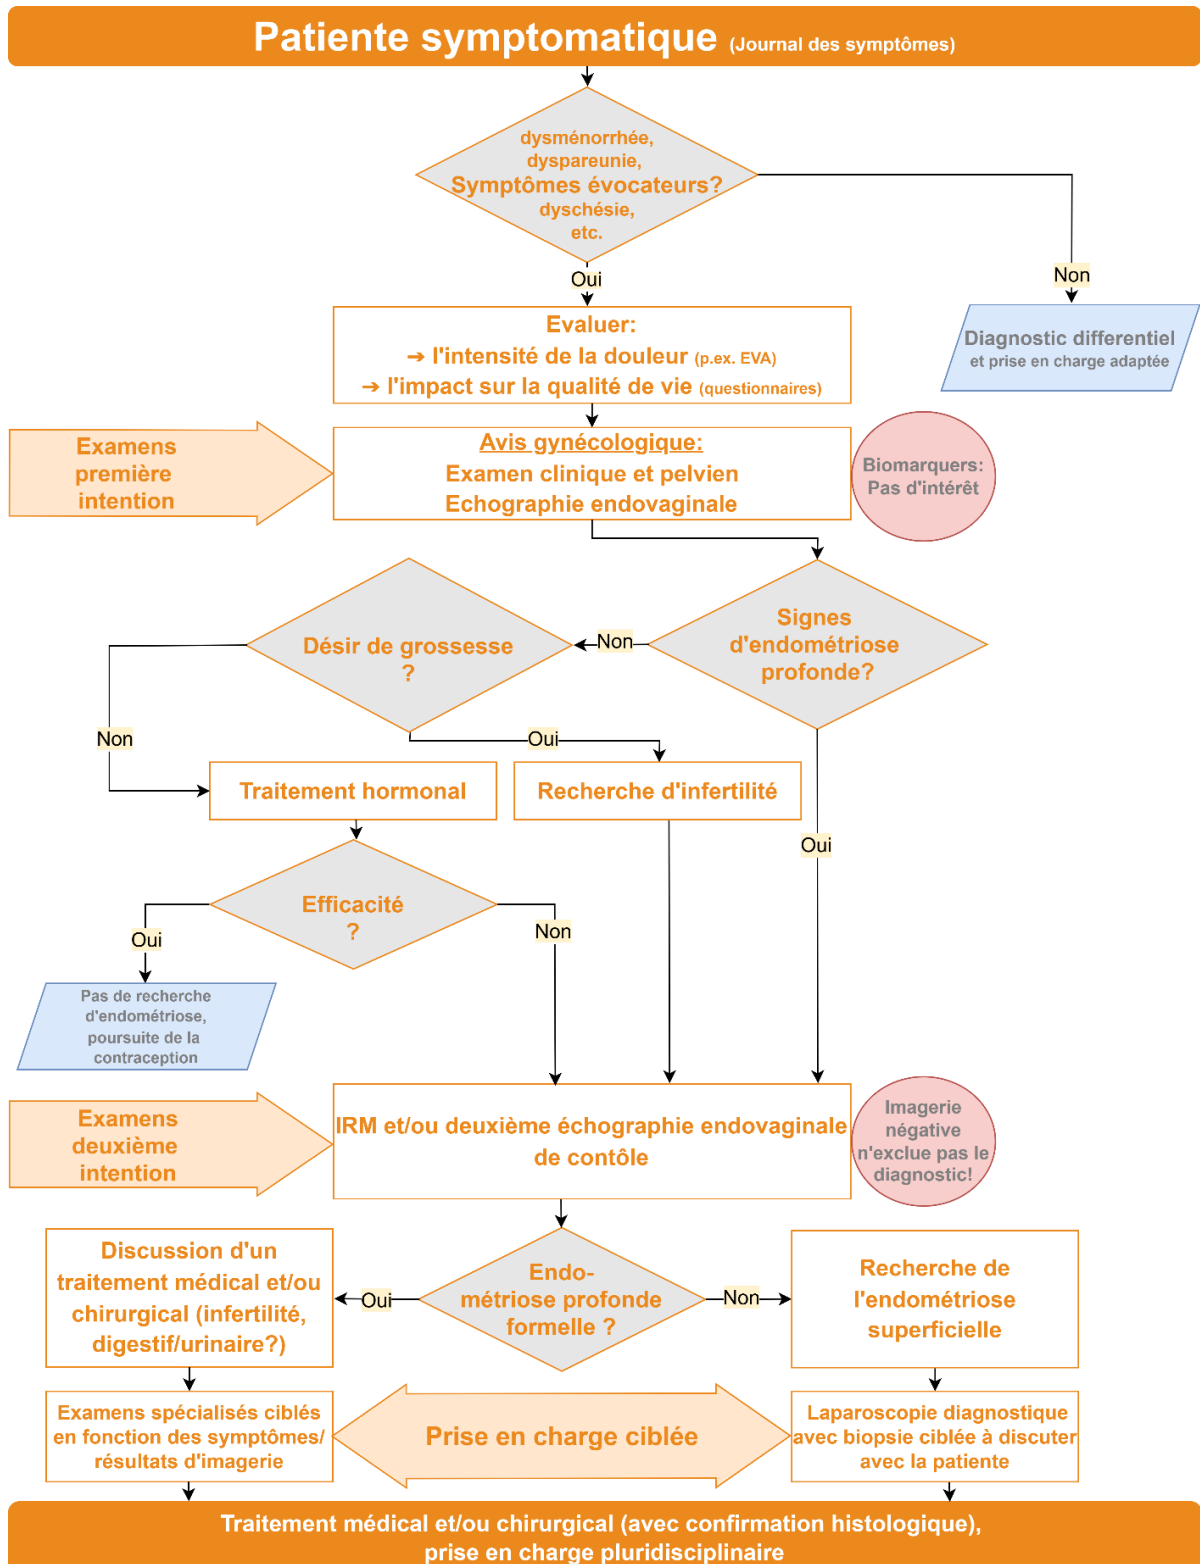 Patiente symptomatique (Journal des symptômes)
dysménorrhée,
dyspareunie,
Symptômes évocateurs?
dyschésie,
etc.
Oui
Non
Evaluer:
➔ l'intensité de la douleur (p.ex. EVA)
➔ l'impact sur la qualité de vie (questionnaires)
Diagnostic differentiel
et prise en charge adaptée
Examens
première
intention
Avis gynécologique:
Examen clinique et pelvien
Echographie endovaginale
Biomarquers:
Pas d'intérêt
Signes
d'endométriose
profonde?
Non
Désir de grossesse
?
Non
Oui
Traitement hormonal
Recherche d'infertilité
Oui
Efficacité
?
Oui
Non
Pas de recherche
d'endométriose,
poursuite de la
contraception
Examens
deuxième
intention
IRM et/ou deuxième échographie endovaginale
de contôle
Imagerie
négative
n'exclue pas le
diagnostic!
Endo-
métriose profonde
formelle ?
Oui
Non
Discussion d'un
traitement médical et/ou
chirurgical (infertilité,
digestif/urinaire?)
Recherche de
l'endométriose
superficielle
Examens spécialisés ciblés
en fonction des symptômes/
résultats d'imagerie
Prise en charge ciblée
Laparoscopie diagnostique
avec biopsie ciblée à discuter
avec la patiente
Traitement médical et/ou chirurgical (avec confirmation histologique),
prise en charge pluridisciplinaire